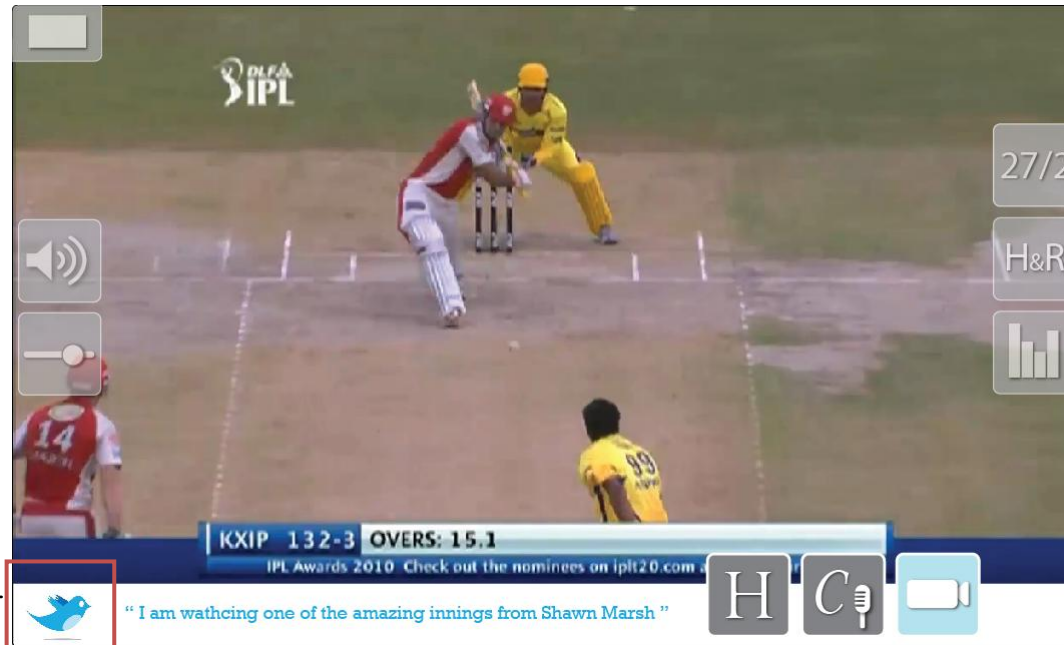 DLF
IPL
27/2
H&R
14
99
KXIP 132-3 OVERS: 15.1
IPL Awards 2010 Check out the nominees on iplt20.com
H C
“ I am wathcing one of the amazing innings from Shawn Marsh ”